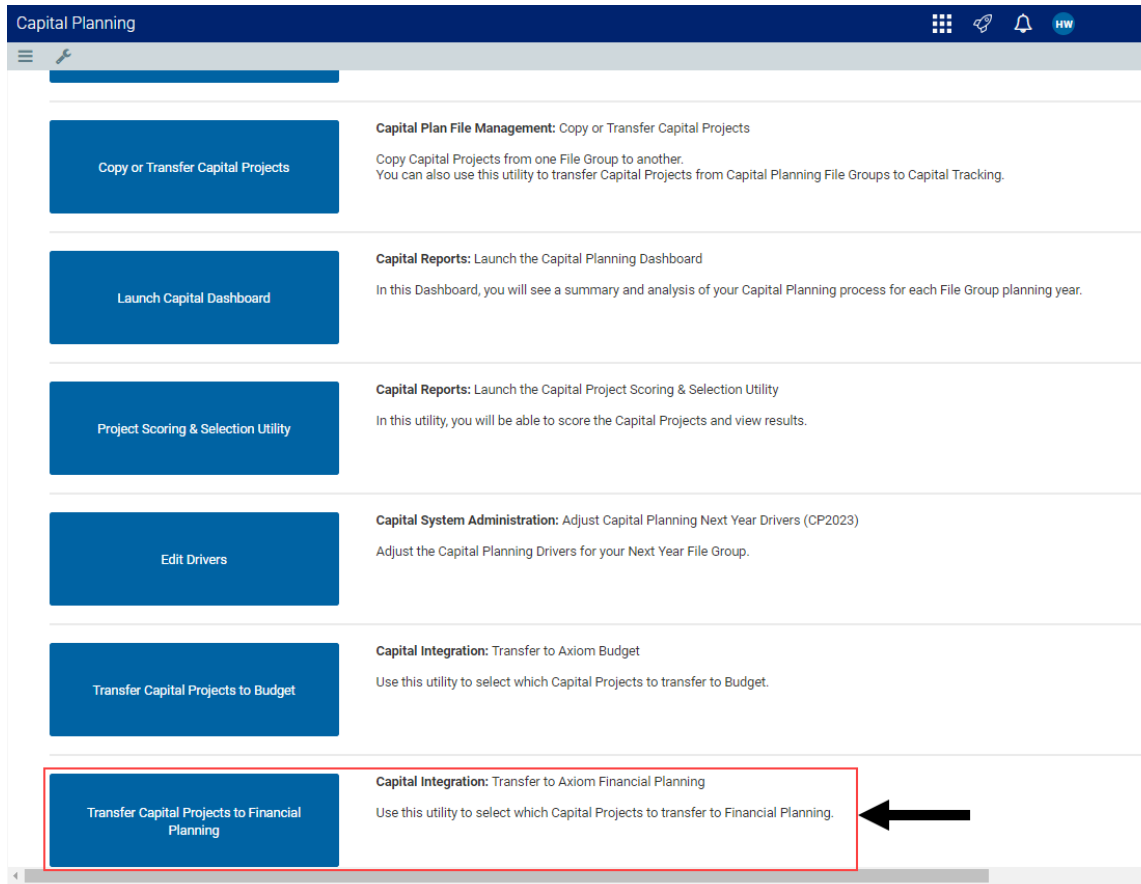 Capital Planning
HW
Capital Plan File Management: Copy or Transfer Capital Projects
Copy or Transfer Capital Projects
Copy Capital Projects from one File Group to another.
You can also use this utility to transfer Capital Projects from Capital Planning File Groups to Capital Tracking.
Capital Reports: Launch the Capital Planning Dashboard
Launch Capital Dashboard
In this Dashboard, you will see a summary and analysis of your Capital Planning process for each File Group planning year.
Capital Reports: Launch the Capital Project Scoring & Selection Utility
Project Scoring & Selection Utility
In this utility, you will be able to score the Capital Projects and view results.
Capital System Administration: Adjust Capital Planning Next Year Drivers (CP2023)
Edit Drivers
Adjust the Capital Planning Drivers for your Next Year File Group.
Capital Integration: Transfer to Axiom Budget
Transfer Capital Projects to Budget
Use this utility to select which Capital Projects to transfer to Budget.
Capital Integration: Transfer to Axiom Financial Planning
Transfer Capital Projects to Financial
Planning
Use this utility to select which Capital Projects to transfer to Financial Planning.